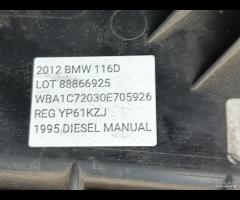 2012 BMW 116D
LOT 88866925
WBA1C72030E705926
REG YP61KZJ
1995 DIESEL MANUAL